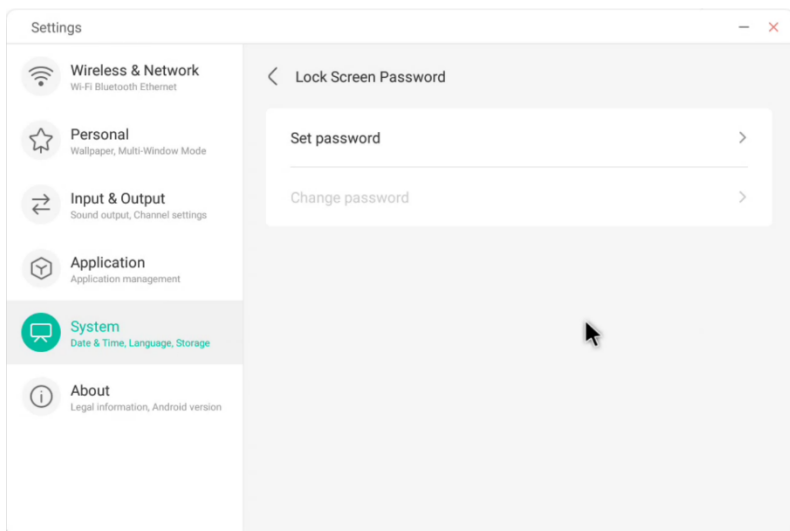 Settings
Wireless & Network
Wi-Fi Bluetooth Ethernet
Personal
Wallpaper, Multi-Window Mode
Input & Output
Sound output, Channel settings
Application
Application management
System
Date & Time, Language, Storage
About
Legal information, Android version
Lock Screen Password
Set password
Change password